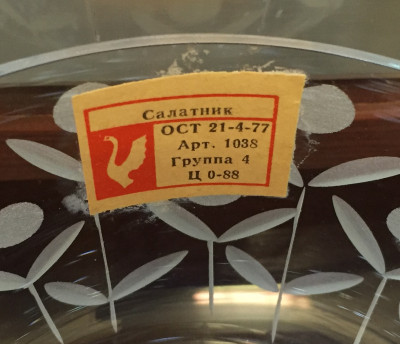 Салатник
ОСТ 21-4-77
Арт. 1038
Группа 4
Ц 0-88